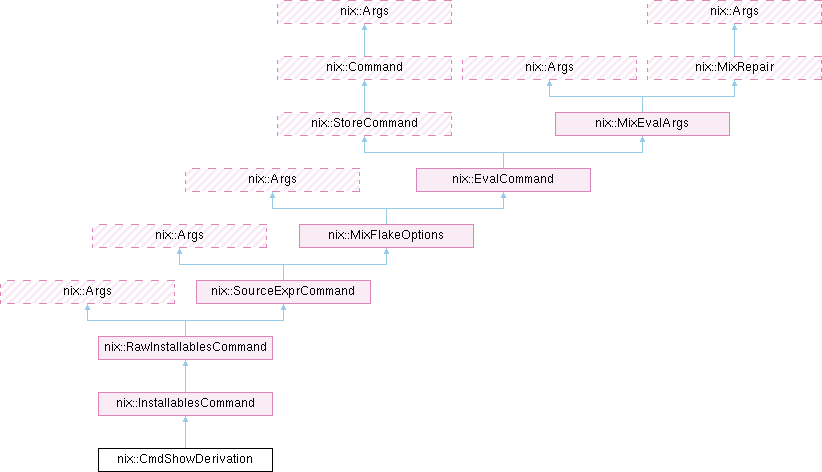 nix::Args
nix::Args
nix::Command
nix::Args
nix::MixRepair
nix::StoreCommand
nix::MixEvalArgs
nix::Args
nix::EvalCommand
nix::Args
nix::MixFlakeOptions
nix::Args
nix::SourceExprCommand
nix::RawInstallablesCommand
nix::InstallablesCommand
nix::CmdShowDerivation